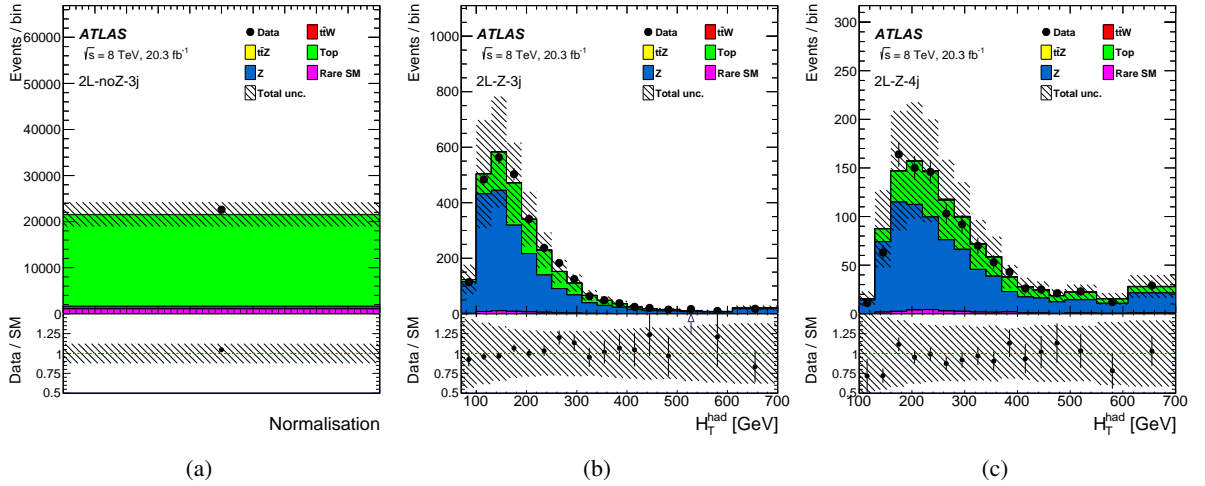 Events / bin
60000
50000
40000
30000
20000
10000
0
ATLAS
√s = 8 TeV, 20.3 fb⁻¹
2L-noZ-3j
Data
tt̄W
tt̄Z
Top
Z
Rare SM
Total unc.
Data / SM
1.25
1
0.75
0.5
Normalisation
(a)
Events / bin
1000
800
600
400
200
0
ATLAS
√s = 8 TeV, 20.3 fb⁻¹
2L-Z-3j
Data
tt̄W
tt̄Z
Top
Z
Rare SM
Total unc.
Data / SM
1.25
1
0.75
0.5
100 200 300 400 500 600 700
H_T^had [GeV]
(b)
Events / bin
300
250
200
150
100
50
0
ATLAS
√s = 8 TeV, 20.3 fb⁻¹
2L-Z-4j
Data
tt̄W
tt̄Z
Top
Z
Rare SM
Total unc.
Data / SM
1.25
1
0.75
0.5
100 200 300 400 500 600 700
H_T^had [GeV]
(c)